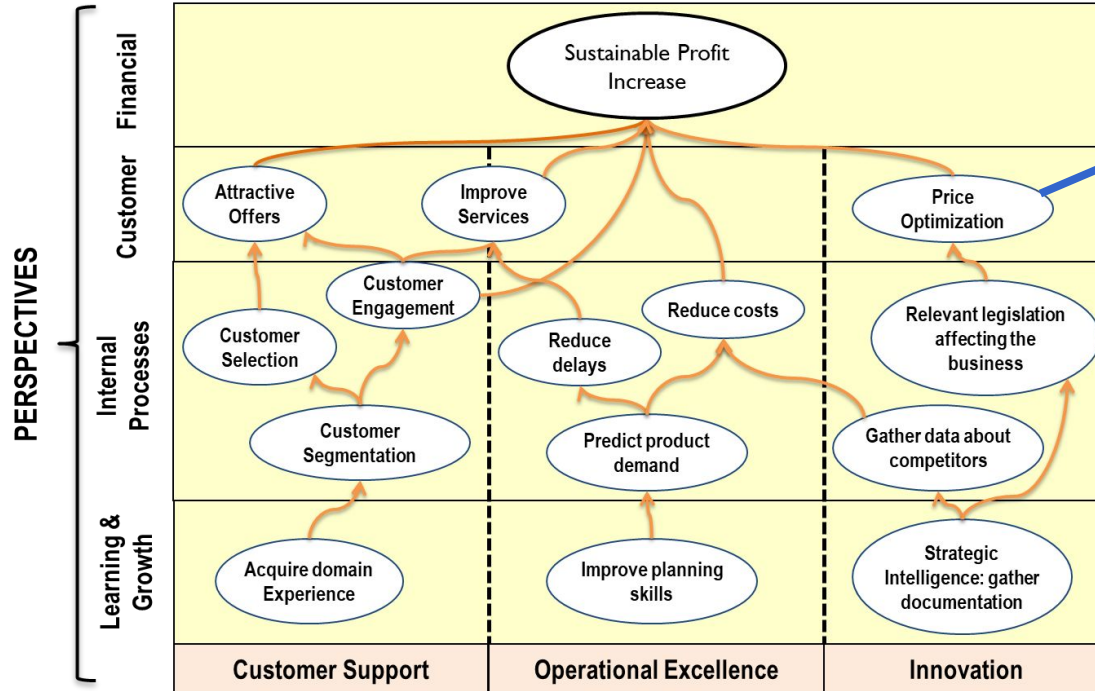 PERSPECTIVES
Financial
Sustainable Profit
Increase
Customer
Attractive
Offers
Improve
Services
Price
Optimization
Internal
Processes
Customer
Engagement
Customer
Selection
Reduce
delays
Reduce costs
Relevant legislation
affecting the
business
Customer
Segmentation
Predict product
demand
Gather data about
competitors
Learning &
Growth
Acquire domain
Experience
Improve planning
skills
Strategic
Intelligence: gather
documentation
Customer Support
Operational Excellence
Innovation